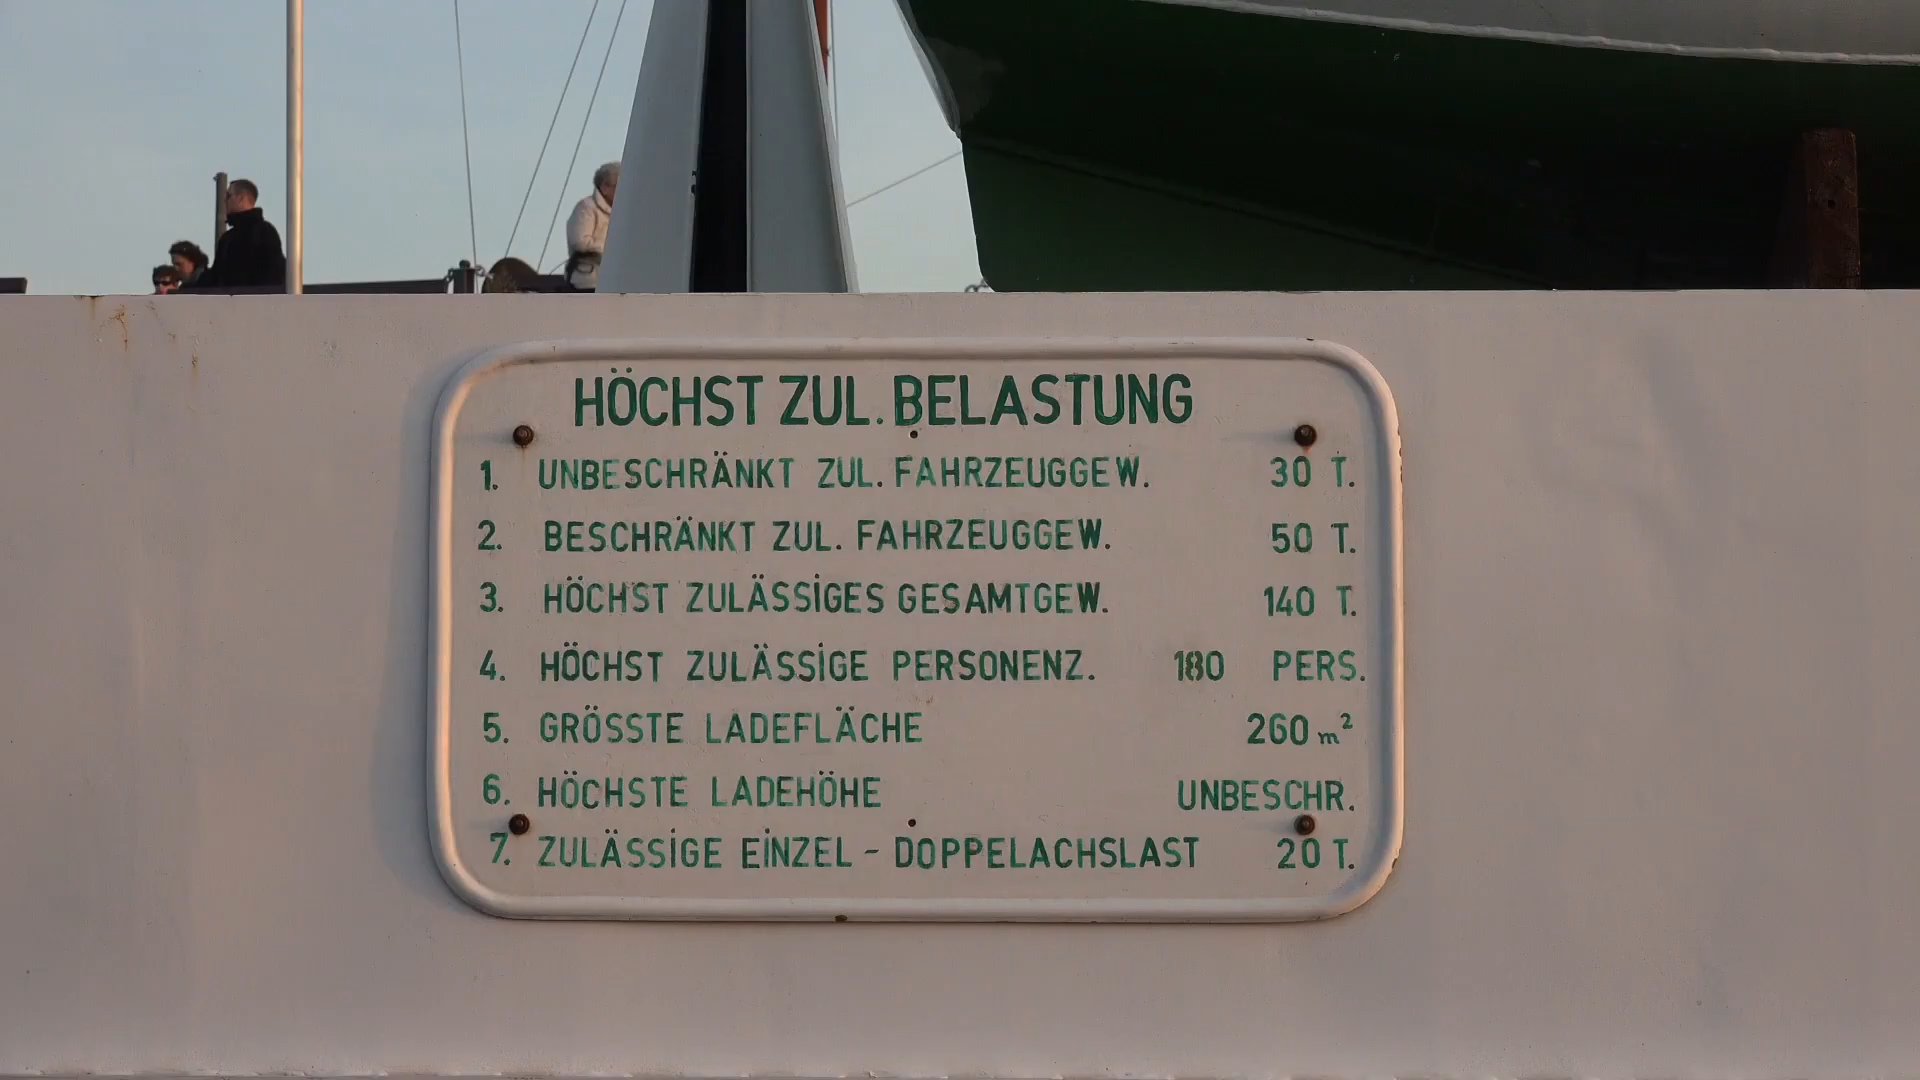 HÖCHST ZUL. BELASTUNG
1. UNBESCHRÄNKT ZUL. FAHRZEUGGEW. 30 T.
2. BESCHRÄNKT ZUL. FAHRZEUGGEW. 50 T.
3. HÖCHST ZULÄSSIGES GESAMTGEW. 140 T.
4. HÖCHST ZULÄSSIGE PERSONENZ. 180 PERS.
5. GRÖSSTE LADEFLÄCHE 260 m²
6. HÖCHSTE LADEHÖHE UNBESCHR.
7. ZULÄSSIGE EINZEL - DOPPELACHSLAST 20 T.